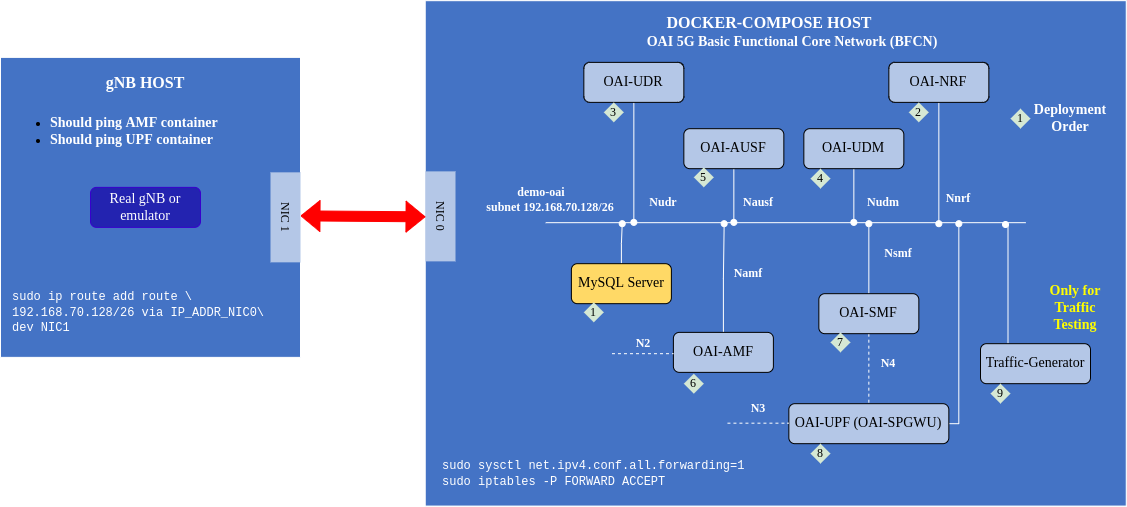 gNB HOST
Should ping AMF container
Should ping UPF container
Real gNB or
emulator
NIC 1
sudo ip route add route \
192.168.70.128/26 via IP_ADDR_NIC0\
dev NIC1
DOCKER-COMPOSE HOST
OAI 5G Basic Functional Core Network (BFCN)
NIC 0
OAI-UDR
3
OAI-NRF
2
1
Deployment
Order
OAI-AUSF
5
OAI-UDM
4
demo-oai
subnet 192.168.70.128/26
Nudr
Nausf
Nudm
Nnrf
MySQL Server
1
Namf
Nsmf
OAI-SMF
7
Only for
Traffic
Testing
N2
OAI-AMF
6
N4
Traffic-Generator
9
N3
OAI-UPF (OAI-SPGWU)
8
sudo sysctl net.ipv4.conf.all.forwarding=1
sudo iptables -P FORWARD ACCEPT